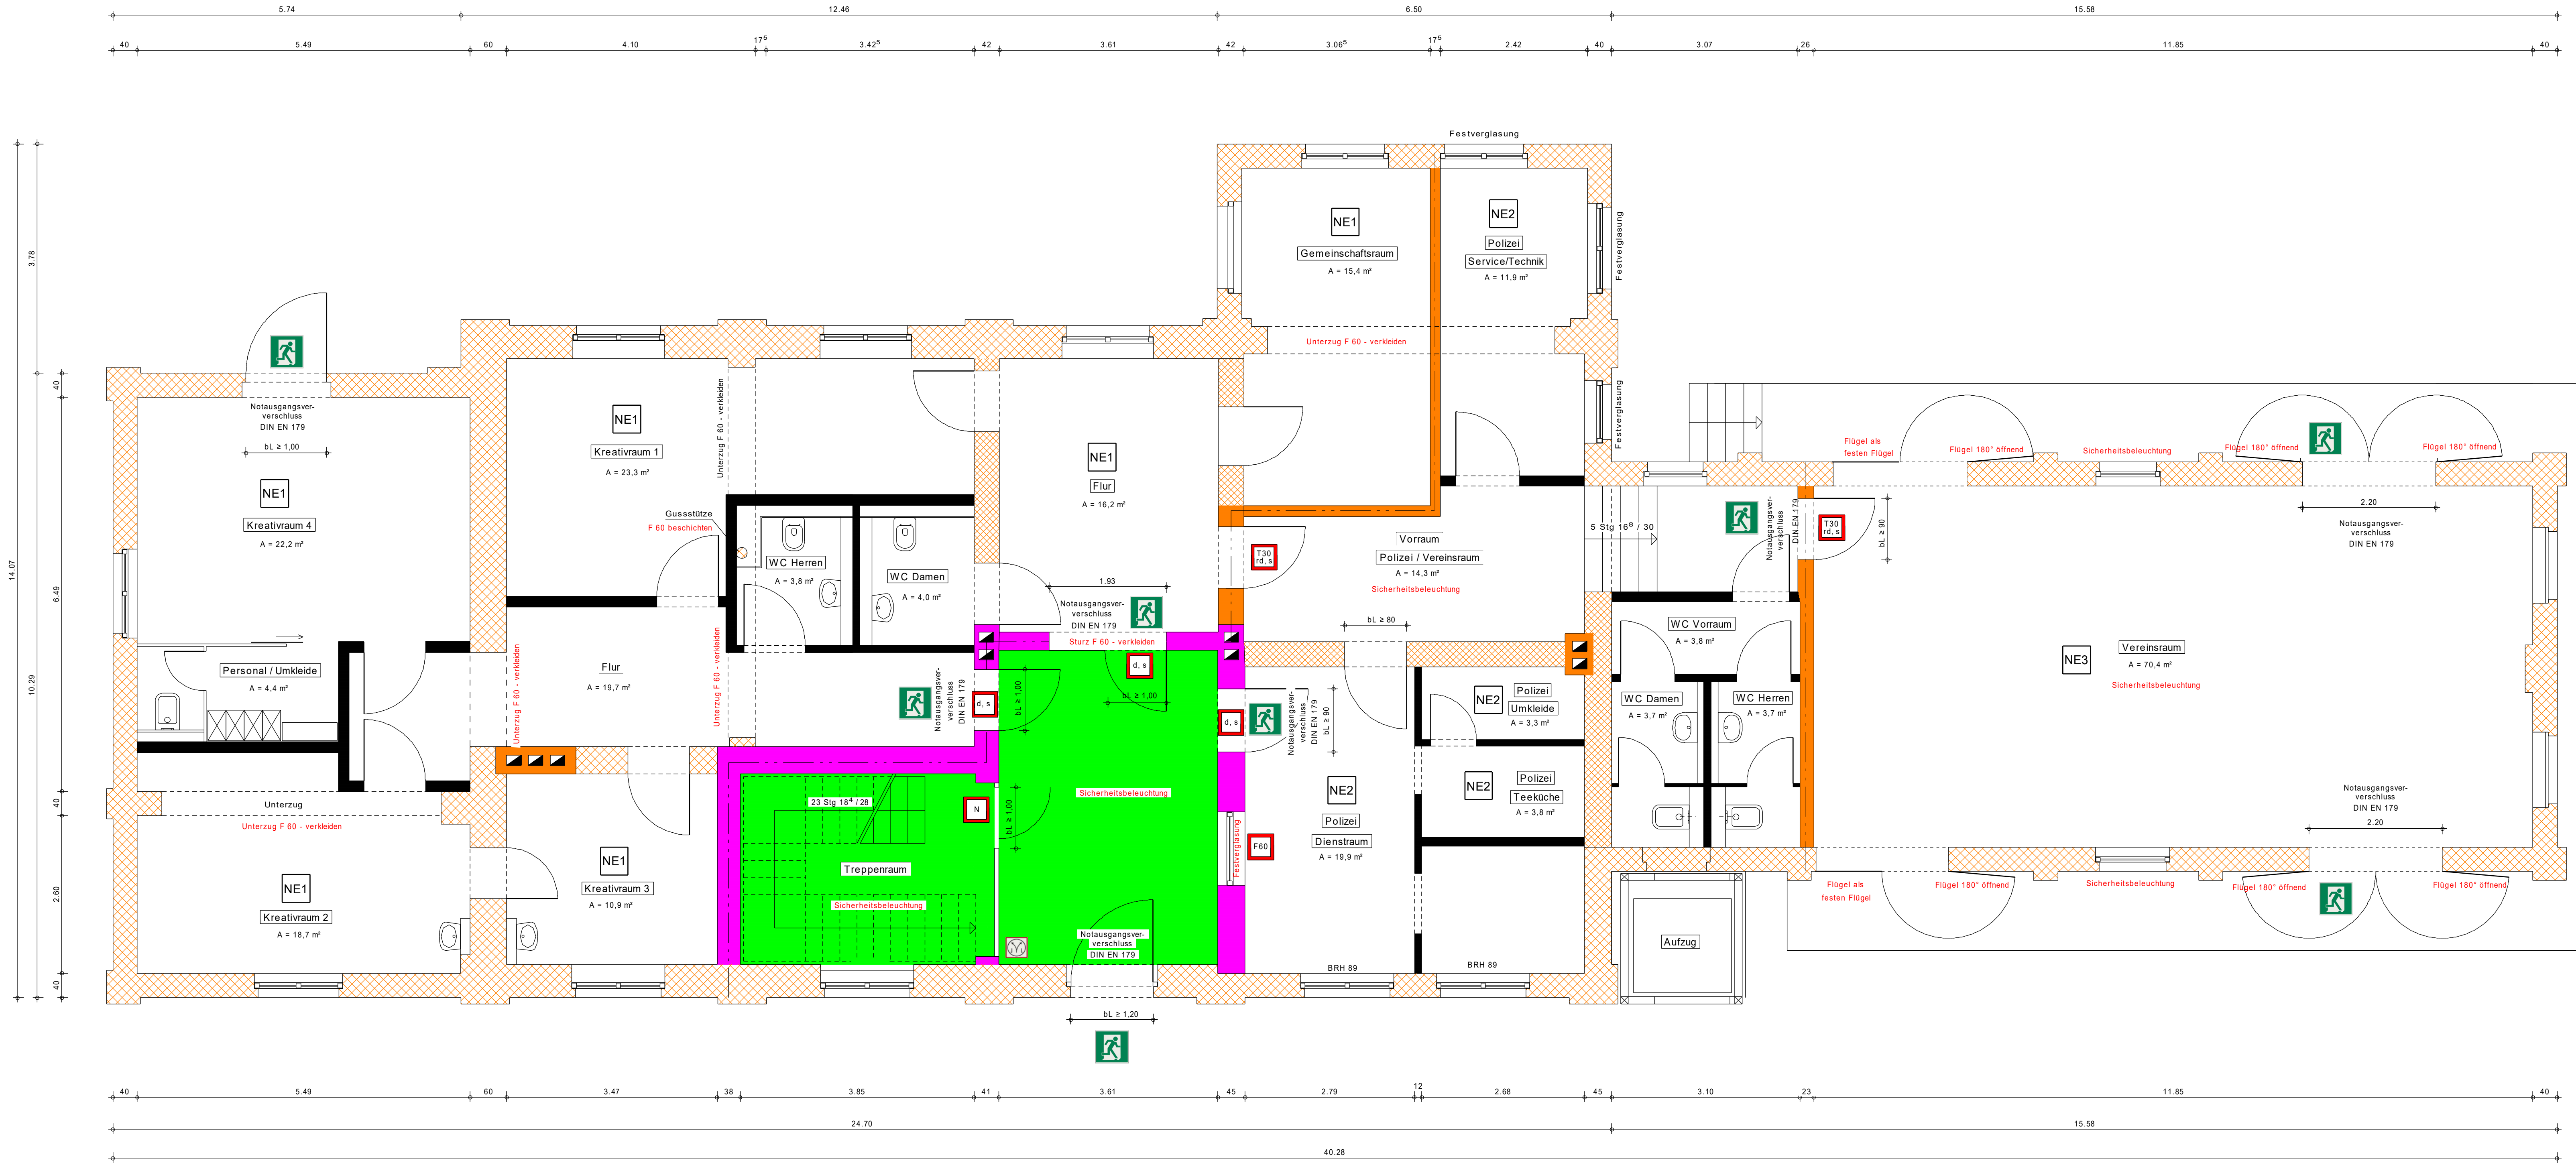 5.74
12.46
6.50
15.58
40
5.49
60
4.10
17⁵
3.42⁵
42
3.61
42
3.06⁵
17⁵
2.42
40
3.07
26
11.85
40
14.07
3.78
10.29
40
6.49
40
2.60
40
Festverglasung
NE1
Gemeinschaftsraum
A = 15,4 m²
NE2
Polizei
Service/Technik
A = 11,9 m²
Festverglasung
Unterzug F 60 - verkleiden
Festverglasung
Notausgangsver-
verschluss
DIN EN 179
bL ≥ 1,00
NE1
Kreativraum 4
A = 22,2 m²
NE1
Kreativraum 1
A = 23,3 m²
Unterzug F 60 - verkleiden
Gussstütze
F 60 beschichten
WC Herren
A = 3,8 m²
WC Damen
A = 4,0 m²
NE1
Flur
A = 16,2 m²
1.93
Notausgangsver-
verschluss
DIN EN 179
Sturz F 60 - verkleiden
T30
rd, s
Vorraum
Polizei / Vereinsraum
A = 14,3 m²
Sicherheitsbeleuchtung
5 Stg 16⁸ / 30
bL ≥ 80
Notausgangsver-
verschluss
DIN EN 179
T30
rd, s
bL ≥ 90
Flügel als
festen Flügel
Flügel 180° öffnend
Sicherheitsbeleuchtung
Flügel 180° öffnend
Flügel 180° öffnend
2.20
Notausgangsver-
verschluss
DIN EN 179
NE3
Vereinsraum
A = 70,4 m²
Sicherheitsbeleuchtung
Notausgangsver-
verschluss
DIN EN 179
2.20
Personal / Umkleide
A = 4,4 m²
Unterzug F 60 - verkleiden
Flur
A = 19,7 m²
Unterzug F 60 - verkleiden
Notausgangsver-
verschluss
DIN EN 179
d, s
bL ≥ 1,00
d, s
bL ≥ 1,00
d, s
Notausgangsver-
verschluss
DIN EN 179
bL ≥ 90
NE2
Polizei
Umkleide
A = 3,3 m²
NE2
Polizei
Teeküche
A = 3,8 m²
WC Vorraum
A = 3,8 m²
WC Damen
A = 3,7 m²
WC Herren
A = 3,7 m²
Unterzug
Unterzug F 60 - verkleiden
NE1
Kreativraum 2
A = 18,7 m²
NE1
Kreativraum 3
A = 10,9 m²
23 Stg 18⁴ / 28
Treppenraum
Sicherheitsbeleuchtung
N
bL ≥ 1,00
Sicherheitsbeleuchtung
Notausgangsver-
verschluss
DIN EN 179
Festverglasung
F60
NE2
Polizei
Dienstraum
A = 19,9 m²
BRH 89
BRH 89
Aufzug
Flügel als
festen Flügel
Flügel 180° öffnend
Sicherheitsbeleuchtung
Flügel 180° öffnend
Flügel 180° öffnend
bL ≥ 1,20
40
5.49
60
3.47
38
3.85
41
3.61
45
2.79
12
2.68
45
3.10
23
11.85
40
24.70
15.58
40.28